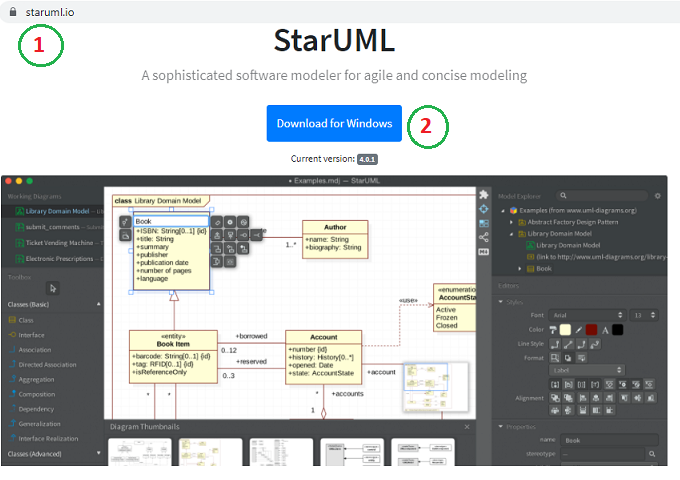 staruml.io
1
StarUML
A sophisticated software modeler for agile and concise modeling
Download for Windows
2
Current version: 4.0.1
Examples.mdj — StarUML
Working Diagrams
Library Domain Model
submit_comments
Ticket Vending Machine
Electronic Prescriptions
Toolbox
Classes (Basic)
Class
Interface
Association
Directed Association
Aggregation
Composition
Dependency
Generalization
Interface Realization
Classes (Advanced)
class Library Domain Model
Book
+ISBN: String[0..1] {id}
+title: String
+summary
+publisher
+publication date
+number of pages
+language
1..*
Author
+name: String
+biography: String
«use»
«enumeration
AccountSta
Active
Frozen
Closed
«entity»
Book Item
+barcode: String[0..1] {id}
+tag: RFID[0..1] {id}
+isReferenceOnly
+borrowed
0..12
+reserved
0..3
Account
+number {id}
+history: History[0..*]
+opened: Date
+state: AccountState
+account
+accounts
*
*
*
1
Diagram Thumbnails
Model Explorer
Examples (from www.uml-diagrams.org)
Abstract Factory Design Pattern
Library Domain Model
Library Domain Model
(link to http://www.uml-diagrams.org/library-
Book
Editors
Styles
Font
Arial
13
Color
A
Line Style
Format
Label
Alignment
Properties
name
Book
stereotype